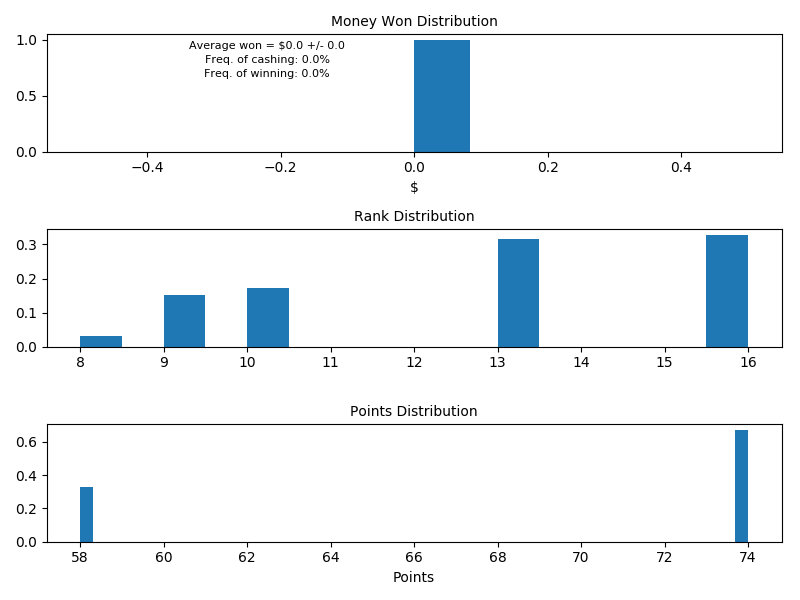 Money Won Distribution
Average won = $0.0 +/- 0.0
Freq. of cashing: 0.0%
Freq. of winning: 0.0%
1.0
0.5
0.0
−0.4 −0.2 0.0 0.2 0.4
$
Rank Distribution
0.3
0.2
0.1
0.0
8 9 10 11 12 13 14 15 16
Points Distribution
0.6
0.4
0.2
0.0
58 60 62 64 66 68 70 72 74
Points